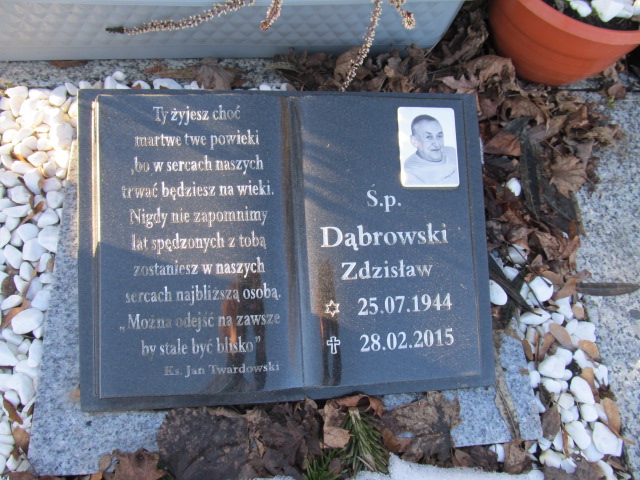 Ty żyjesz choć
martwe twe powieki
,bo w sercach naszych
trwać będziesz na wieki.
Nigdy nie zapomnimy
lat spędzonych z tobą
zostaniesz w naszych
sercach najbliższą osobą.
„Można odejść na zawsze
by stale być blisko”
Ks. Jan Twardowski
Ś.p.
Dąbrowski
Zdzisław
25.07.1944
28.02.2015